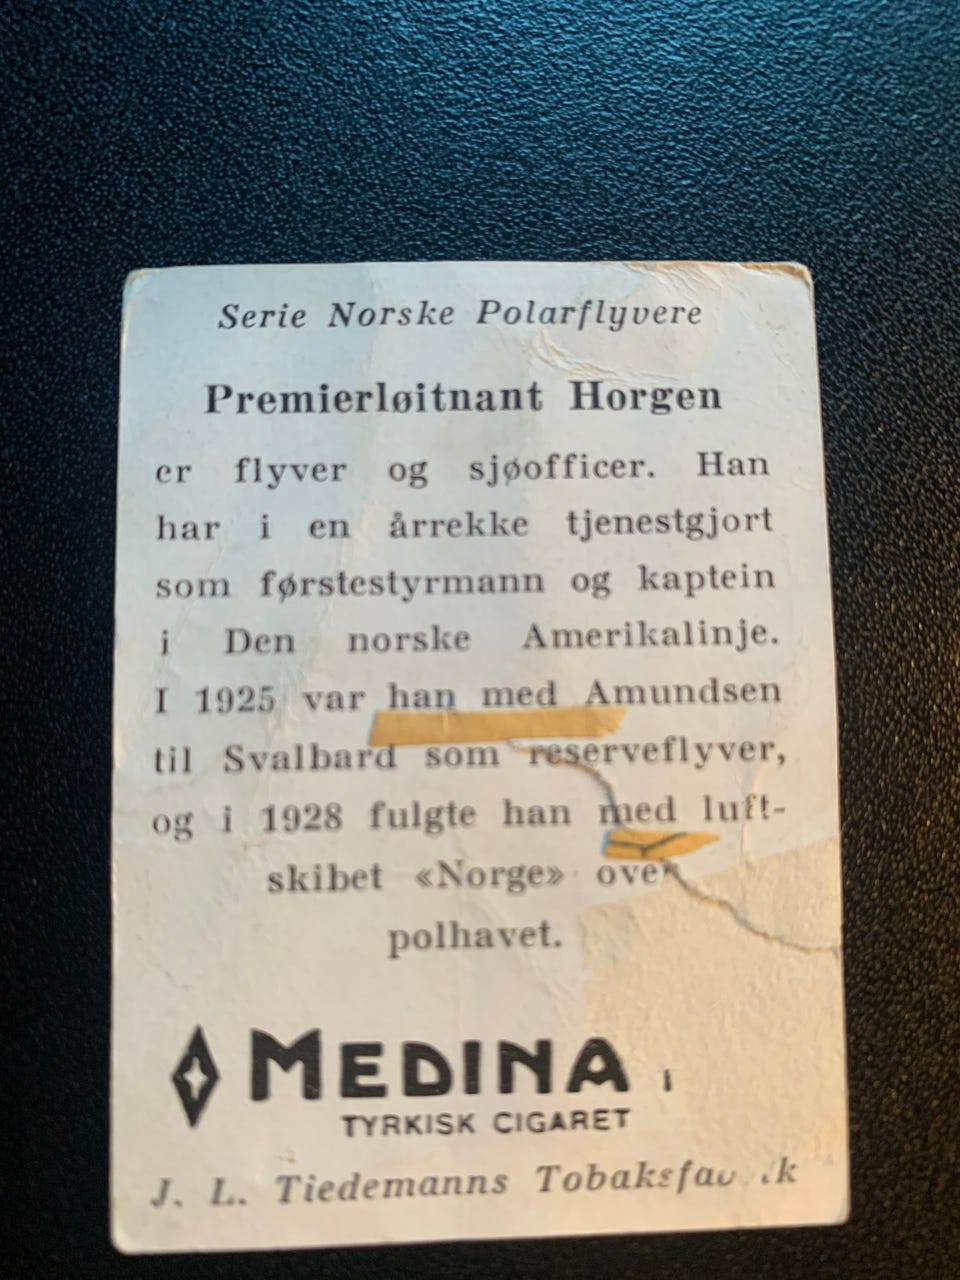 Serie Norske Polarflyvere
Premierløitnant Horgen
er flyver og sjøofficer. Han
har i en årrekke tjenestgjort
som førstestyrmann og kaptein
i Den norske Amerikalinje.
I 1925 var han med Amundsen
til Svalbard som reserveflyver,
og i 1928 fulgte han med luft-
skibet «Norge» over
polhavet.
MEDINA
TYRKISK CIGARET
J. L. Tiedemanns